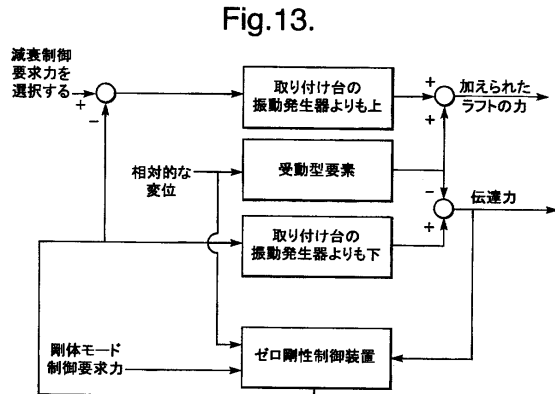 Fig.13.
減衰制御
要求力を
選択する
+
−
取り付け台の
振動発生器よりも上
+
+
加えられた
ラフトの力
相対的な
変位
受動型要素
−
+
伝達力
取り付け台の
振動発生器よりも下
剛体モード
制御要求力
ゼロ剛性制御装置